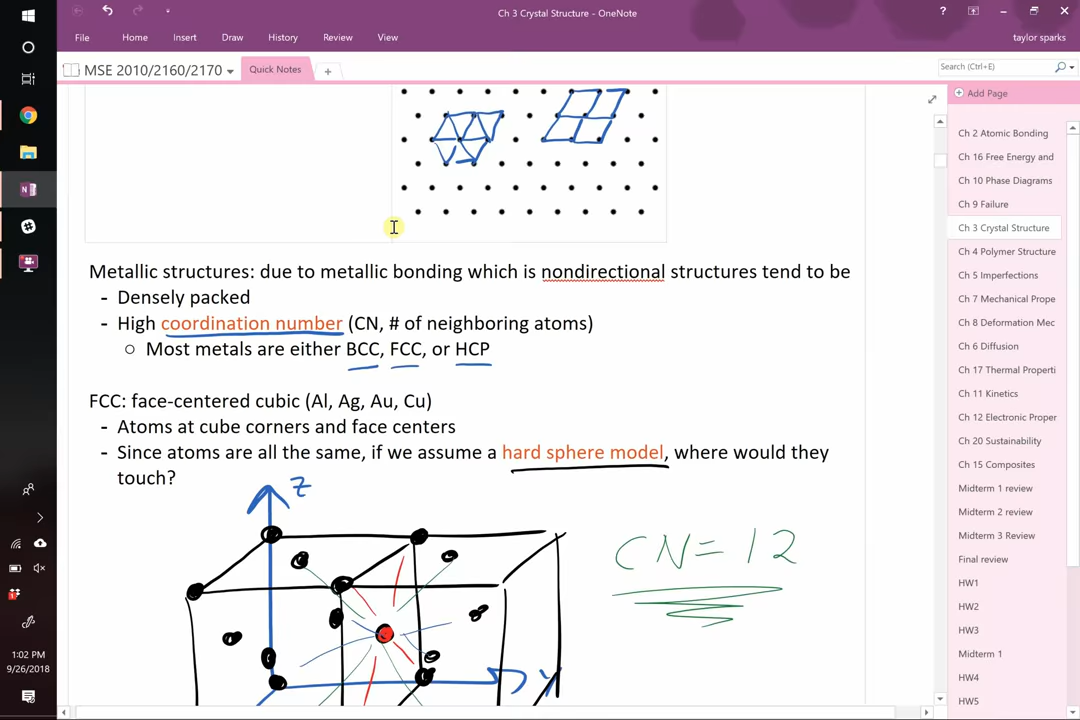 Ch 3 Crystal Structure - OneNote
File Home Insert Draw History Review View
taylor sparks
MSE 2010/2160/2170
Quick Notes
Search (Ctrl+E)
Add Page
Metallic structures: due to metallic bonding which is nondirectional structures tend to be
- Densely packed
- High coordination number (CN, # of neighboring atoms)
○ Most metals are either BCC, FCC, or HCP
FCC: face-centered cubic (Al, Ag, Au, Cu)
- Atoms at cube corners and face centers
- Since atoms are all the same, if we assume a hard sphere model, where would they
touch?
z
CN = 12
y
Ch 2 Atomic Bonding
Ch 16 Free Energy and
Ch 10 Phase Diagrams
Ch 9 Failure
Ch 3 Crystal Structure
Ch 4 Polymer Structure
Ch 5 Imperfections
Ch 7 Mechanical Prope
Ch 8 Deformation Mec
Ch 6 Diffusion
Ch 17 Thermal Properti
Ch 11 Kinetics
Ch 12 Electronic Proper
Ch 20 Sustainability
Ch 15 Composites
Midterm 1 review
Midterm 2 review
Midterm 3 Review
Final review
HW1
HW2
HW3
Midterm 1
HW4
HW5
1:02 PM
9/26/2018